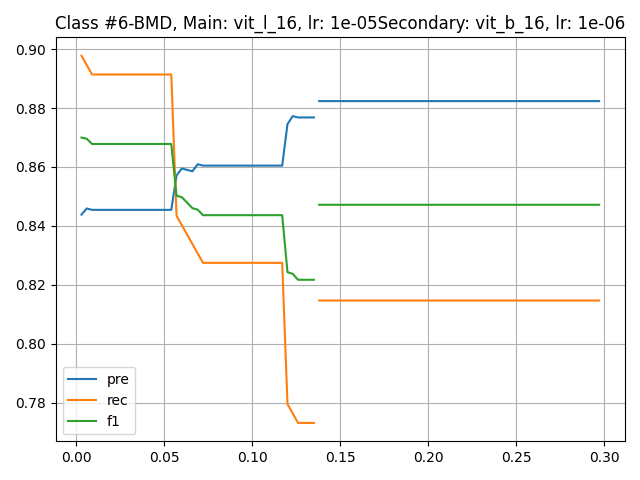 Class #6-BMD, Main: vit_l_16, lr: 1e-05Secondary: vit_b_16, lr: 1e-06
0.90
0.88
0.86
0.84
0.82
0.80
0.78
pre
rec
f1
0.00 0.05 0.10 0.15 0.20 0.25 0.30